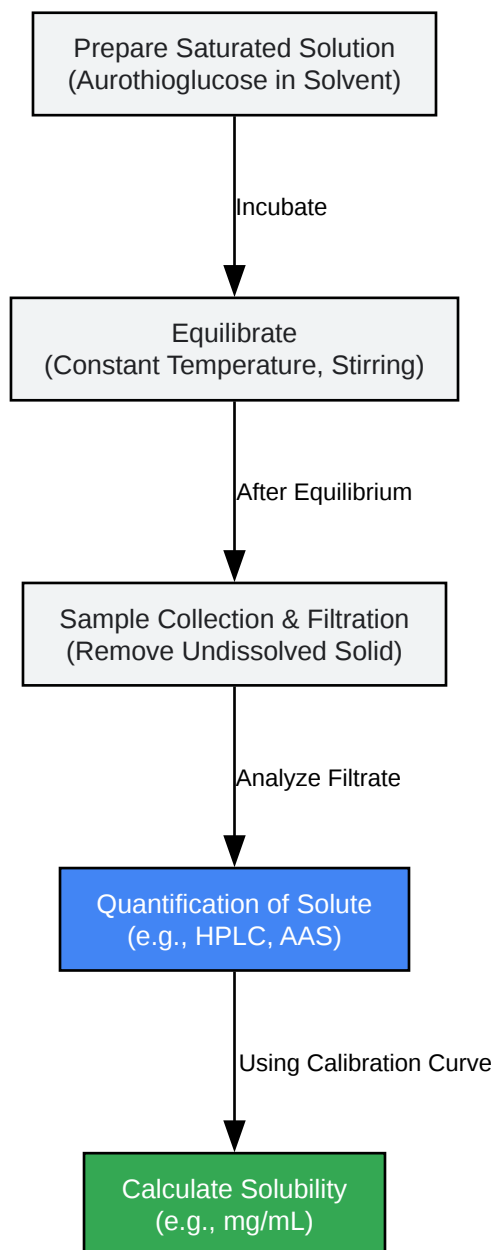 Prepare Saturated Solution
(Aurothioglucose in Solvent)
Incubate
Equilibrate
(Constant Temperature, Stirring)
After Equilibrium
Sample Collection & Filtration
(Remove Undissolved Solid)
Analyze Filtrate
Quantification of Solute
(e.g., HPLC, AAS)
Using Calibration Curve
Calculate Solubility
(e.g., mg/mL)